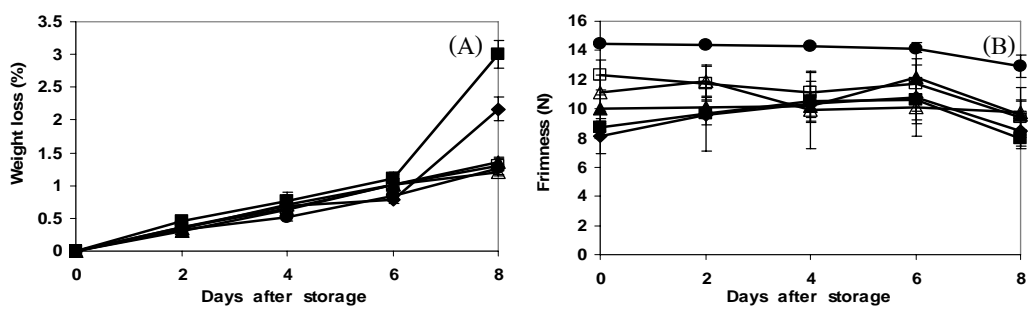 3.5
3
2.5
2
1.5
1
0.5
0
0 2 4 6 8
Weight loss (%)
Days after storage
(A)
16
14
12
10
8
6
4
2
0
0 2 4 6 8
Frimness (N)
Days after storage
(B)